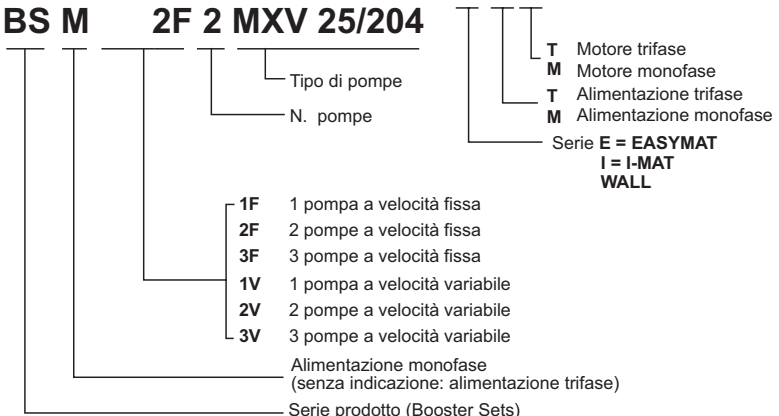 BS M 2F 2 MXV 25/204
T Motore trifase
M Motore monofase
T Alimentazione trifase
M Alimentazione monofase
Serie E = EASYMAT
I = I-MAT
WALL
Tipo di pompe
N. pompe
1F 1 pompa a velocità fissa
2F 2 pompe a velocità fissa
3F 3 pompe a velocità fissa
1V 1 pompa a velocità variabile
2V 2 pompe a velocità variabile
3V 3 pompe a velocità variabile
Alimentazione monofase
(senza indicazione: alimentazione trifase)
Serie prodotto (Booster Sets)